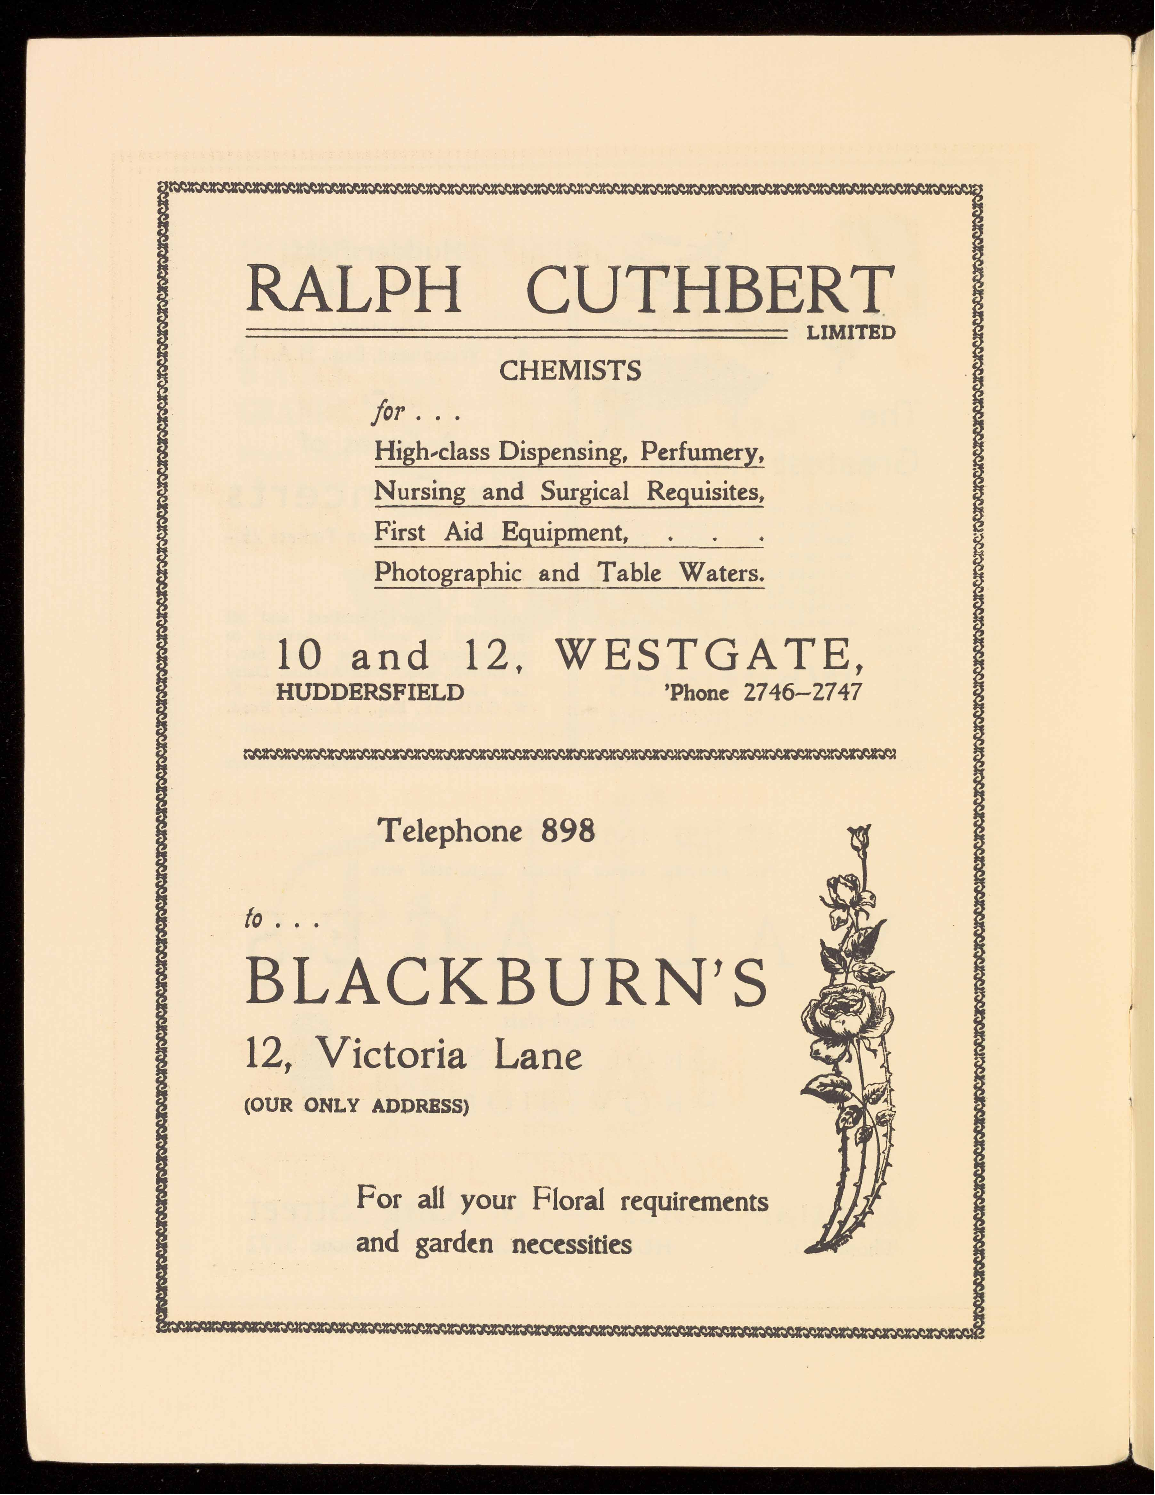 RALPH CUTHBERT
LIMITED
CHEMISTS
for . . .
High-class Dispensing, Perfumery,
Nursing and Surgical Requisites,
First Aid Equipment, . . .
Photographic and Table Waters.
10 and 12, WESTGATE,
HUDDERSFIELD 'Phone 2746–2747
Telephone 898
to . . .
BLACKBURN'S
12, Victoria Lane
(OUR ONLY ADDRESS)
For all your Floral requirements
and garden necessities